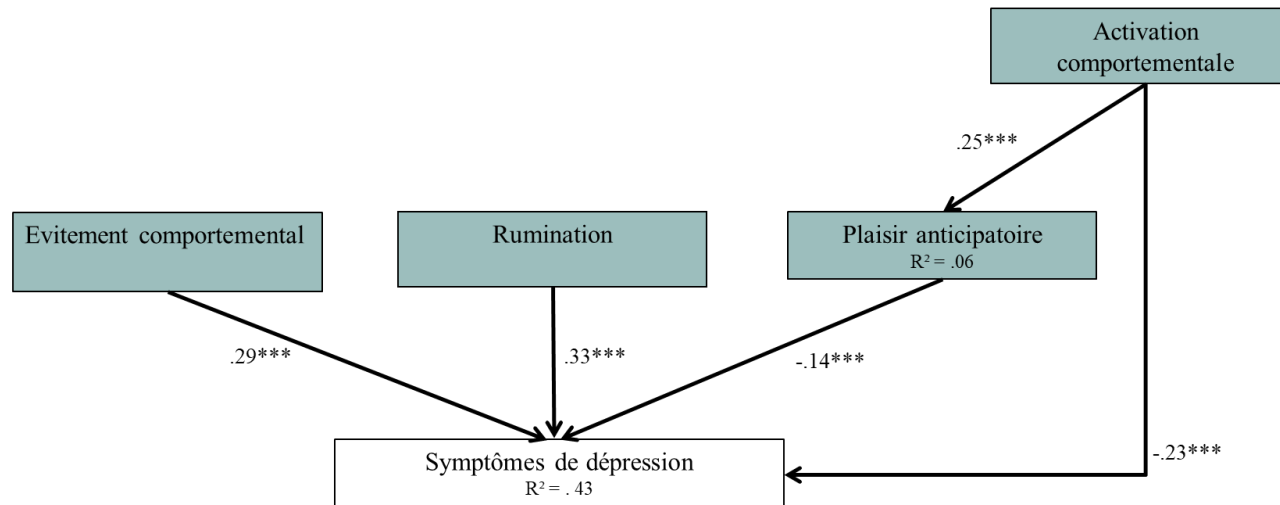 Activation
comportementale
.25***
Evitement comportemental
Rumination
Plaisir anticipatoire
R² = .06
.29***
.33***
-.14***
-.23***
Symptômes de dépression
R² = . 43